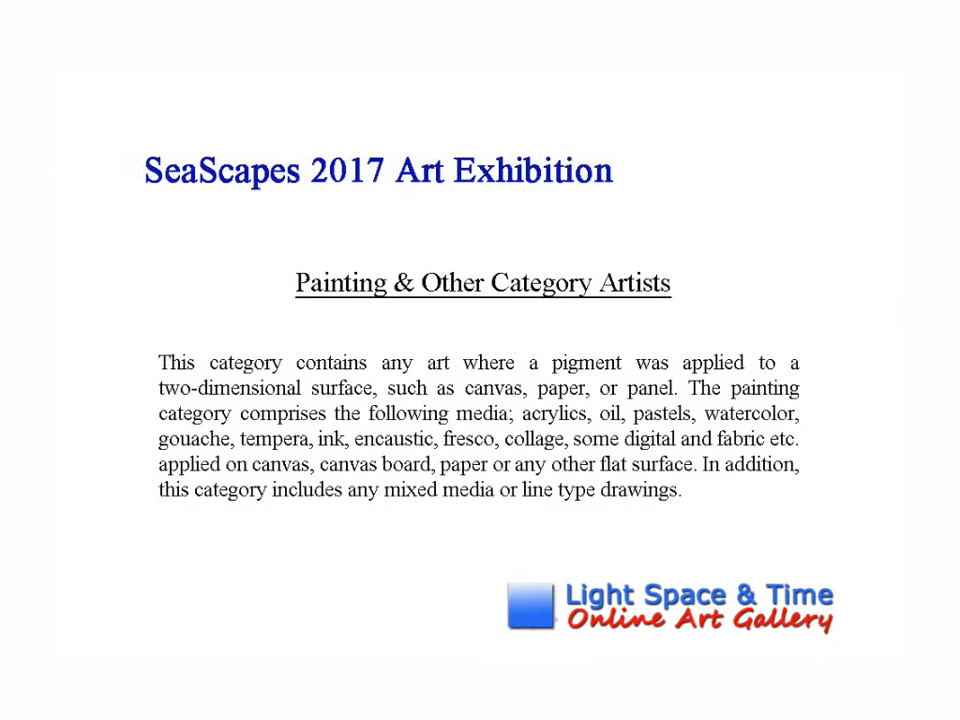 SeaScapes 2017 Art Exhibition
Painting & Other Category Artists
This category contains any art where a pigment was applied to a
two-dimensional surface, such as canvas, paper, or panel. The painting
category comprises the following media; acrylics, oil, pastels, watercolor,
gouache, tempera, ink, encaustic, fresco, collage, some digital and fabric etc.
applied on canvas, canvas board, paper or any other flat surface. In addition,
this category includes any mixed media or line type drawings.
Light Space & Time
Online Art Gallery